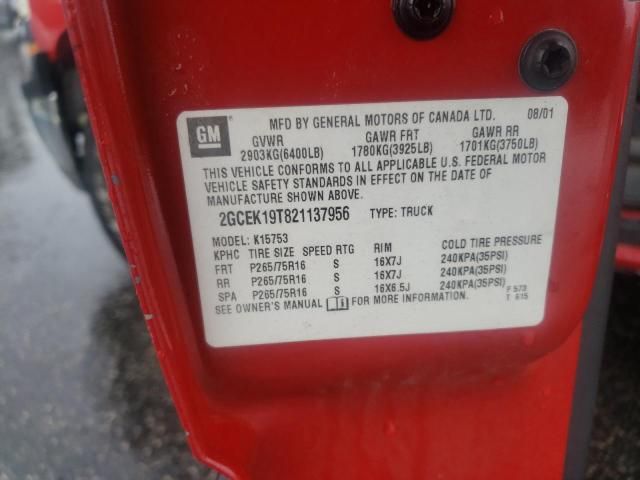 MFD BY GENERAL MOTORS OF CANADA LTD. 08/01
GM
GVWR GAWR FRT GAWR RR
2903KG(6400LB) 1780KG(3925LB) 1701KG(3750LB)
THIS VEHICLE CONFORMS TO ALL APPLICABLE U.S. FEDERAL MOTOR
VEHICLE SAFETY STANDARDS IN EFFECT ON THE DATE OF
MANUFACTURE SHOWN ABOVE.
2GCEK19T821137956 TYPE: TRUCK
MODEL: K15753
KPHC TIRE SIZE SPEED RTG RIM COLD TIRE PRESSURE
FRT P265/75R16 S 16X7J 240KPA(35PSI)
RR P265/75R16 S 16X7J 240KPA(35PSI)
SPA P265/75R16 S 16X6.5J 240KPA(35PSI)
SEE OWNER'S MANUAL FOR MORE INFORMATION.
F 573
T 615